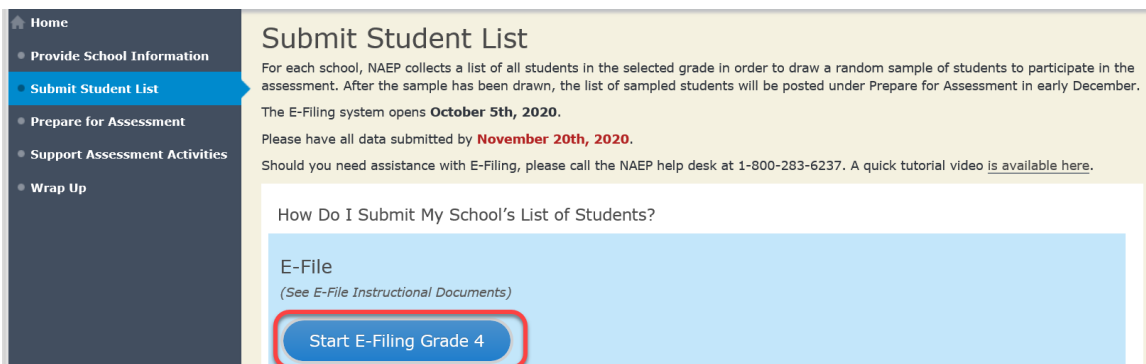 Home
Provide School Information
Submit Student List
Prepare for Assessment
Support Assessment Activities
Wrap Up
Submit Student List
For each school, NAEP collects a list of all students in the selected grade in order to draw a random sample of students to participate in the
assessment. After the sample has been drawn, the list of sampled students will be posted under Prepare for Assessment in early December.
The E-Filing system opens October 5th, 2020.
Please have all data submitted by November 20th, 2020.
Should you need assistance with E-Filing, please call the NAEP help desk at 1-800-283-6237. A quick tutorial video is available here.
How Do I Submit My School's List of Students?
E-File
(See E-File Instructional Documents)
Start E-Filing Grade 4